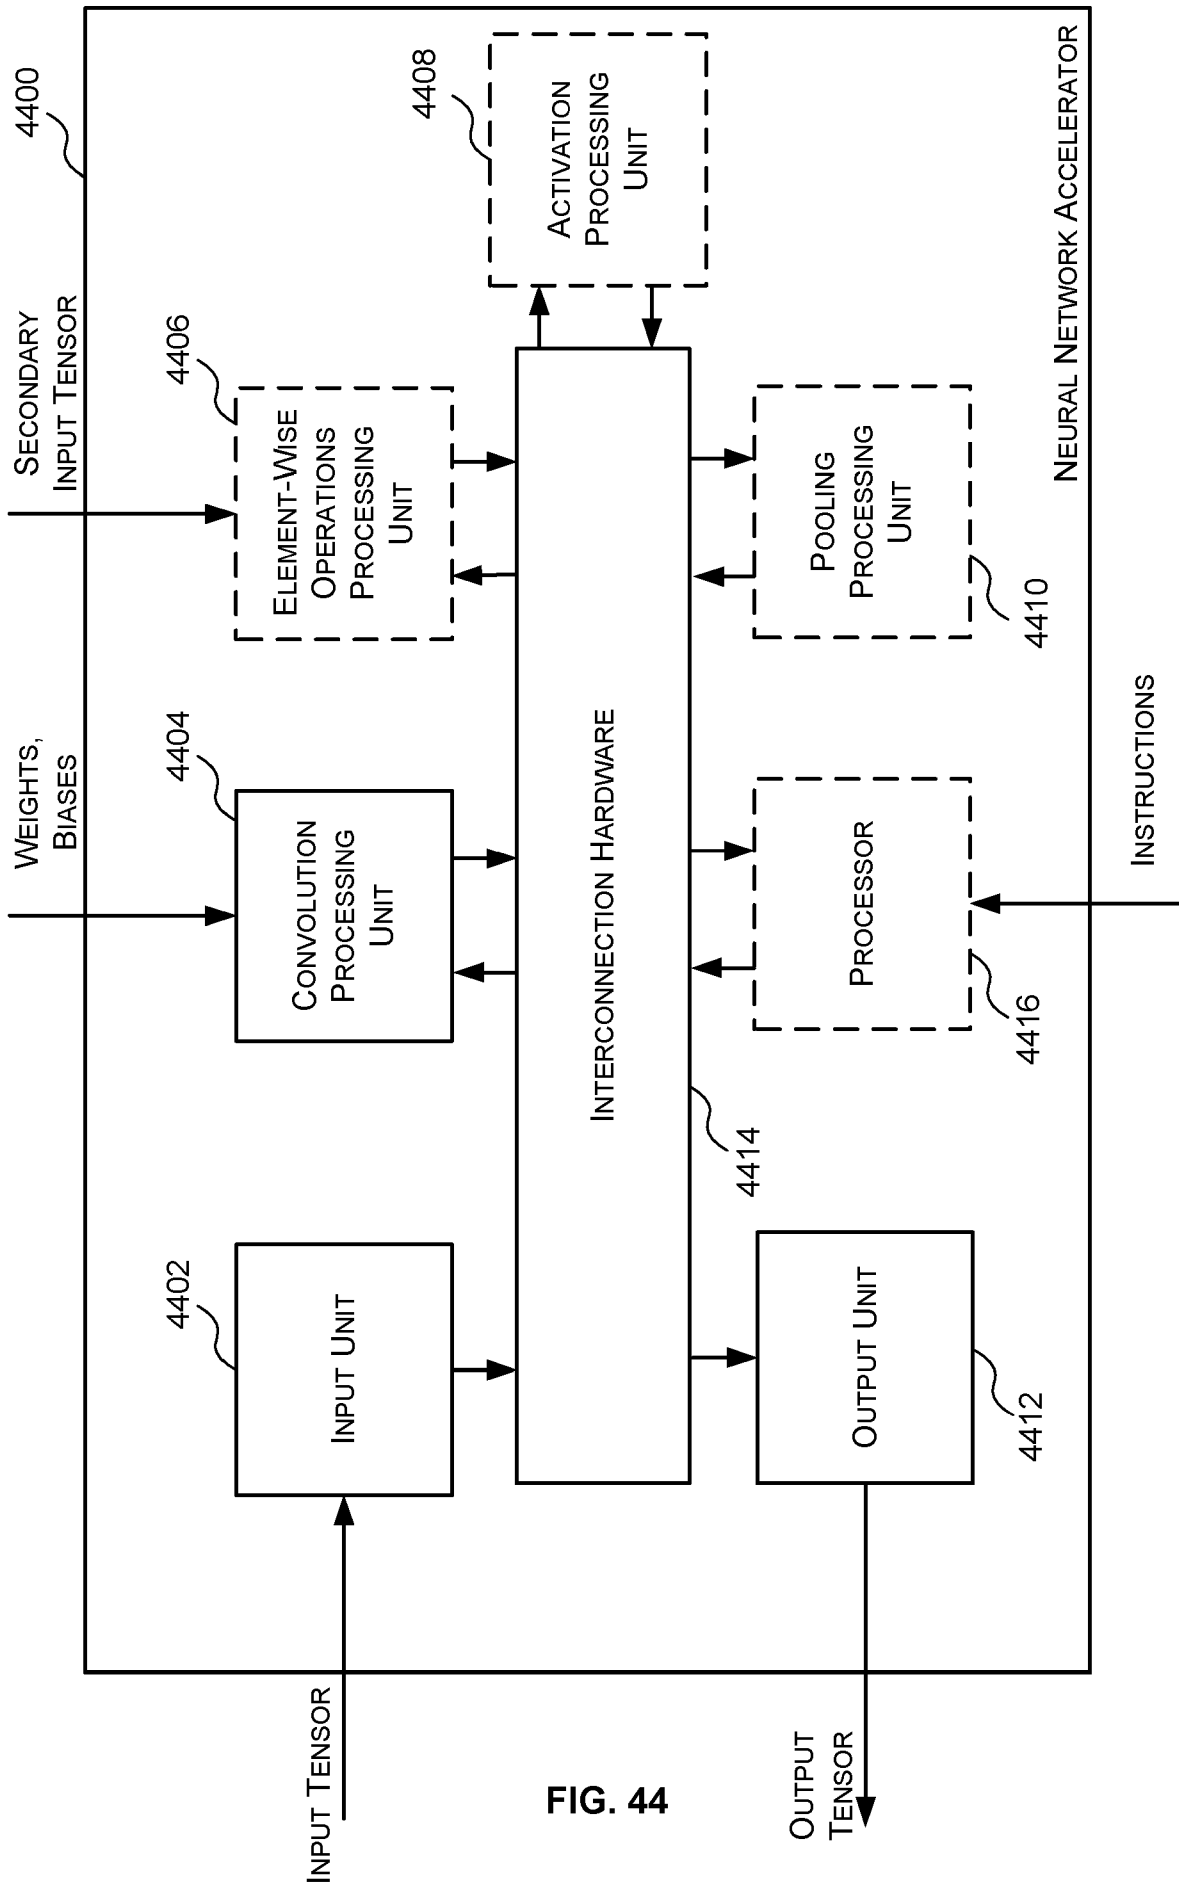 4400
WEIGHTS,
BIASES
SECONDARY
INPUT TENSOR
4402
4404
4406
4408
INPUT UNIT
CONVOLUTION
PROCESSING
UNIT
ELEMENT-WISE
OPERATIONS
PROCESSING
UNIT
ACTIVATION
PROCESSING
UNIT
INPUT TENSOR
INTERCONNECTION HARDWARE
4414
OUTPUT UNIT
PROCESSOR
POOLING
PROCESSING
UNIT
OUTPUT
TENSOR
4412
4416
4410
NEURAL NETWORK ACCELERATOR
INSTRUCTIONS
FIG. 44